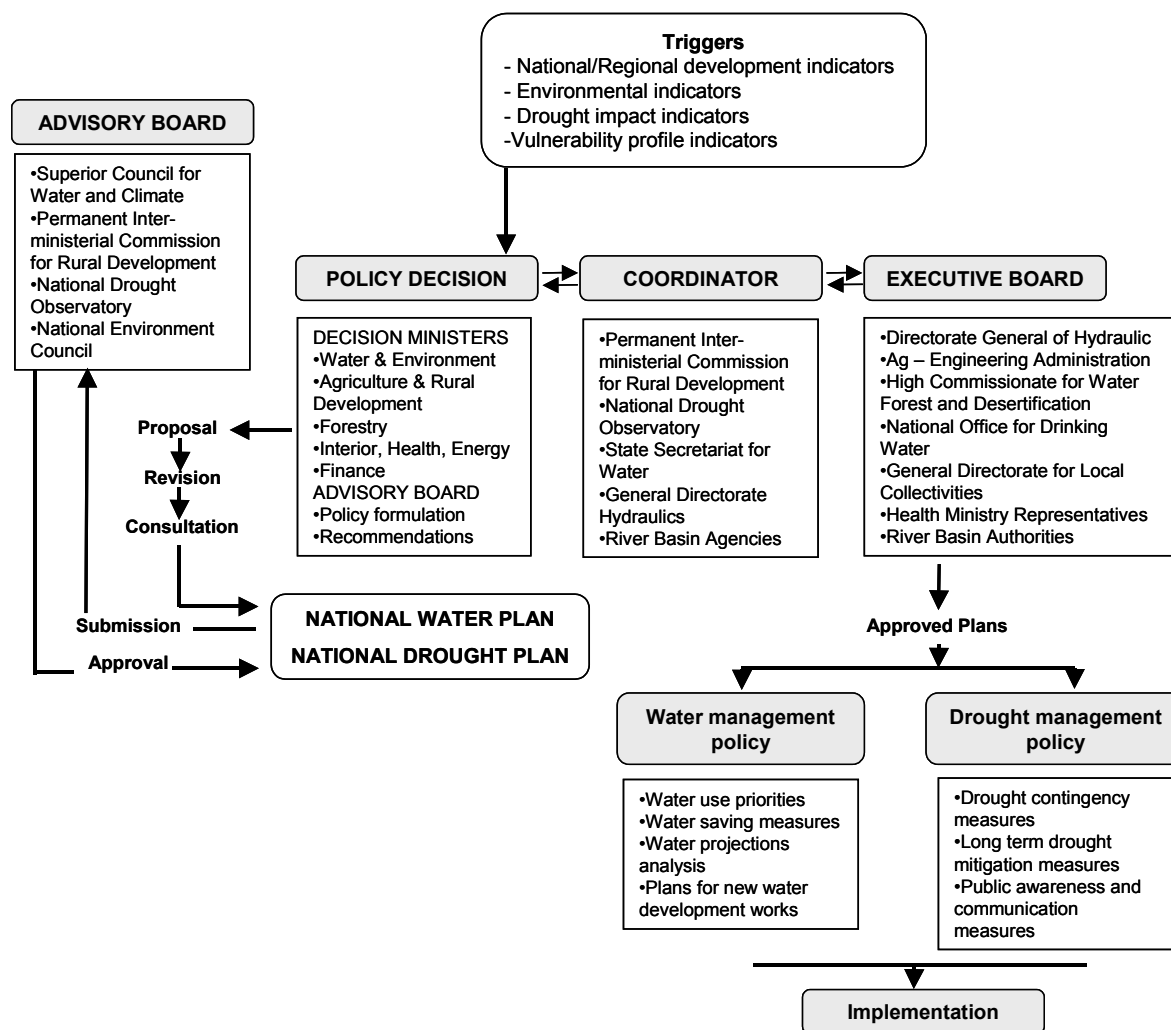 Triggers
- National/Regional development indicators
- Environmental indicators
- Drought impact indicators
-Vulnerability profile indicators
ADVISORY BOARD
•Superior Council for
Water and Climate
•Permanent Inter-
ministerial Commission
for Rural Development
•National Drought
Observatory
•National Environment
Council
POLICY DECISION
COORDINATOR
EXECUTIVE BOARD
DECISION MINISTERS
•Water & Environment
•Agriculture & Rural
Development
•Forestry
•Interior, Health, Energy
•Finance
ADVISORY BOARD
•Policy formulation
•Recommendations
•Permanent Inter-
ministerial Commission
for Rural Development
•National Drought
Observatory
•State Secretariat for
Water
•General Directorate
Hydraulics
•River Basin Agencies
•Directorate General of Hydraulic
•Ag – Engineering Administration
•High Commissionate for Water
Forest and Desertification
•National Office for Drinking
Water
•General Directorate for Local
Collectivities
•Health Ministry Representatives
•River Basin Authorities
Proposal
Revision
Consultation
Submission
Approval
NATIONAL WATER PLAN
NATIONAL DROUGHT PLAN
Approved Plans
Water management
policy
•Water use priorities
•Water saving measures
•Water projections
analysis
•Plans for new water
development works
Drought management
policy
•Drought contingency
measures
•Long term drought
mitigation measures
•Public awareness and
communication
measures
Implementation